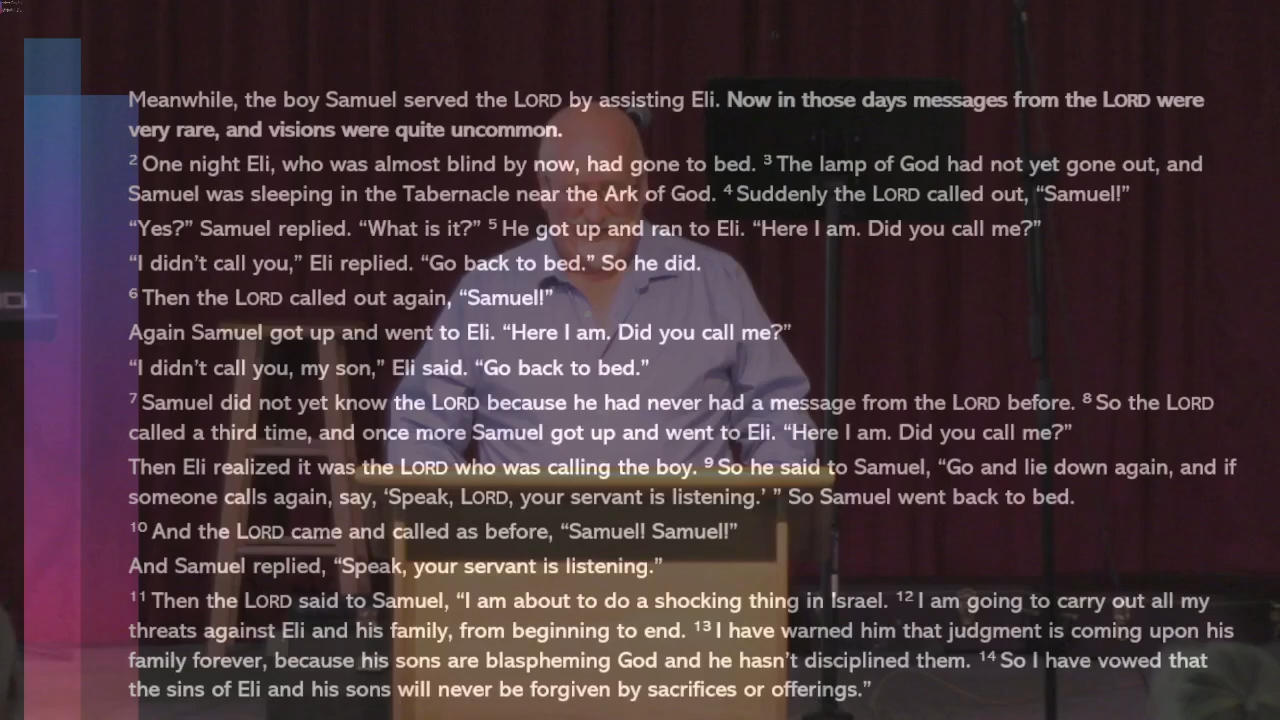 Meanwhile, the boy Samuel served the LORD by assisting Eli. Now in those days messages from the LORD were
very rare, and visions were quite uncommon.
² One night Eli, who was almost blind by now, had gone to bed. ³ The lamp of God had not yet gone out, and
Samuel was sleeping in the Tabernacle near the Ark of God. ⁴ Suddenly the LORD called out, “Samuel!”
“Yes?” Samuel replied. “What is it?” ⁵ He got up and ran to Eli. “Here I am. Did you call me?”
“I didn’t call you,” Eli replied. “Go back to bed.” So he did.
⁶ Then the LORD called out again, “Samuel!”
Again Samuel got up and went to Eli. “Here I am. Did you call me?”
“I didn’t call you, my son,” Eli said. “Go back to bed.”
⁷ Samuel did not yet know the LORD because he had never had a message from the LORD before. ⁸ So the LORD
called a third time, and once more Samuel got up and went to Eli. “Here I am. Did you call me?”
Then Eli realized it was the LORD who was calling the boy. ⁹ So he said to Samuel, “Go and lie down again, and if
someone calls again, say, ‘Speak, LORD, your servant is listening.’ ” So Samuel went back to bed.
¹⁰ And the LORD came and called as before, “Samuel! Samuel!”
And Samuel replied, “Speak, your servant is listening.”
¹¹ Then the LORD said to Samuel, “I am about to do a shocking thing in Israel. ¹² I am going to carry out all my
threats against Eli and his family, from beginning to end. ¹³ I have warned him that judgment is coming upon his
family forever, because his sons are blaspheming God and he hasn’t disciplined them. ¹⁴ So I have vowed that
the sins of Eli and his sons will never be forgiven by sacrifices or offerings.”